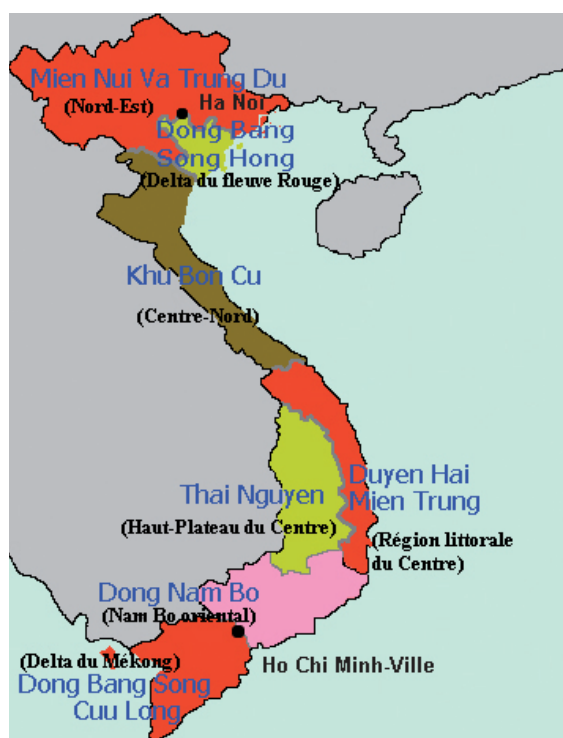 Mien Nui Va Trung Du
(Nord-Est)
Ha Noi
Dong Bang
Song Hong
(Delta du fleuve Rouge)
Khu Bon Cu
(Centre-Nord)
Duyen Hai
Mien Trung
Thai Nguyen
(Haut-Plateau du Centre)
(Région littorale
du Centre)
Dong Nam Bo
(Nam Bo oriental)
Ho Chi Minh-Ville
(Delta du Mékong)
Dong Bang Song
Cuu Long